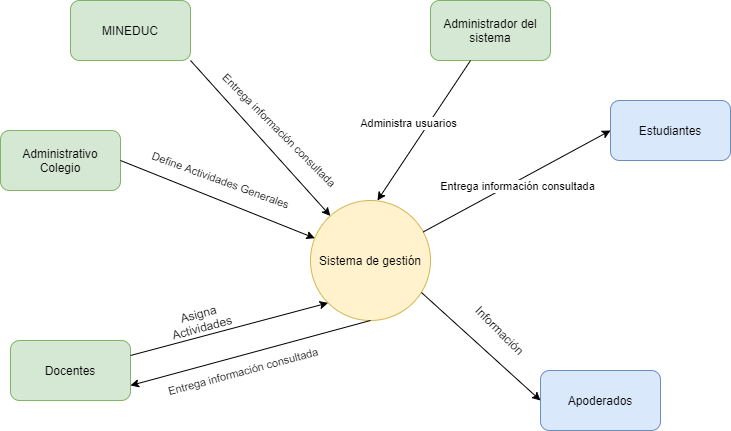 MINEDUC
Administrador del
sistema
Entrega información consultada
Administra usuarios
Estudiantes
Administrativo
Colegio
Define Actividades Generales
Entrega información consultada
Sistema de gestión
Asigna
Actividades
Información
Entrega información consultada
Docentes
Apoderados